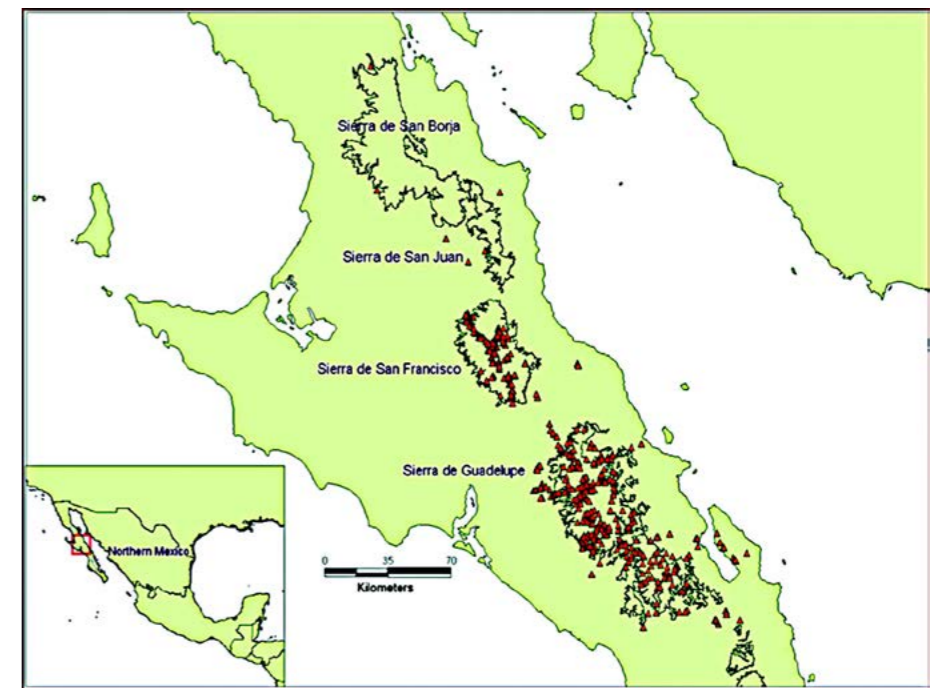 Sierra de San Borja
Sierra de San Juan
Sierra de San Francisco
Sierra de Guadelupe
Northern Mexico
0 35 70
Kilometers